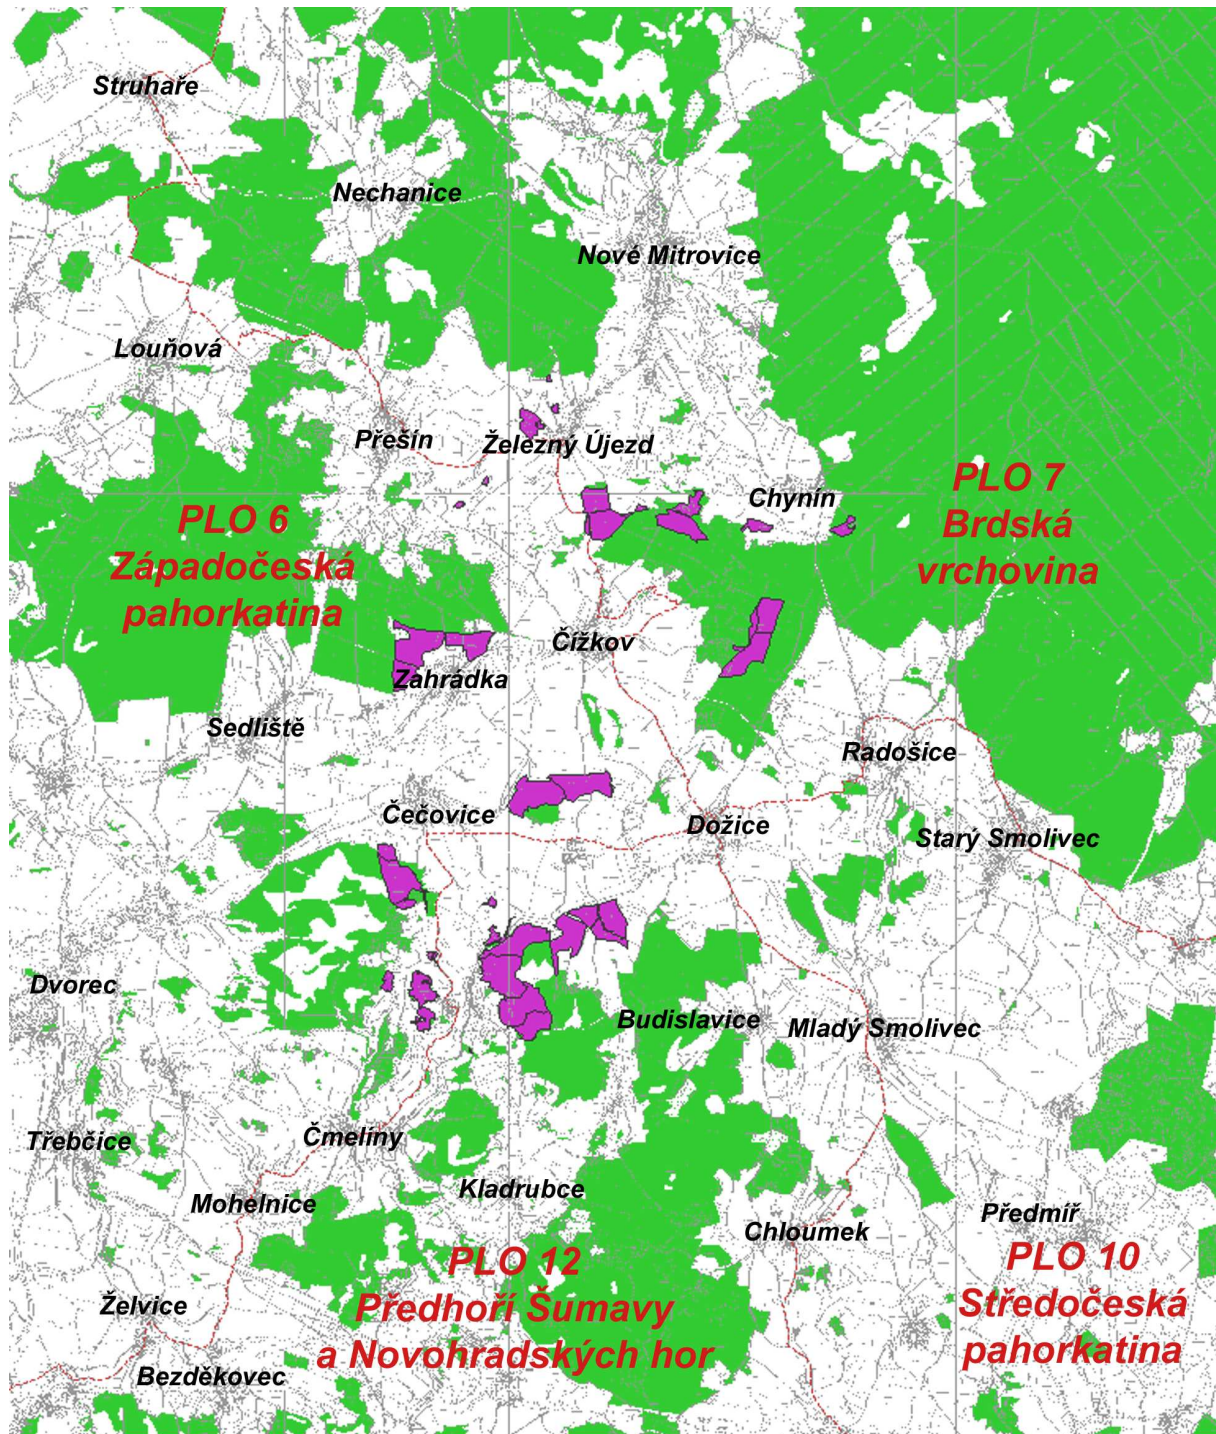 Struhaře
Nechanice
Nové Mitrovice
Louňová
Přešín
Železný Újezd
PLO 7
Brdská
vrchovina
Chynín
PLO 6
Západočeská
pahorkatina
Čížkov
Zahrádka
Sedliště
Radošice
Čečovice
Dožice
Starý Smolivec
Dvorec
Budislavice
Mladý Smolivec
Třebčice
Čmelíny
Kladrubce
Mohelnice
Předmíř
Chloumek
PLO 12
Předhoří Šumavy
a Novohradských hor
PLO 10
Středočeská
pahorkatina
Želvice
Bezděkovec